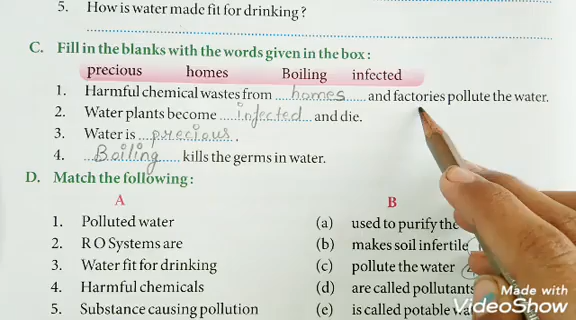 5. How is water made fit for drinking?
C. Fill in the blanks with the words given in the box:
precious homes Boiling infected
1. Harmful chemical wastes from homes and factories pollute the water.
2. Water plants become infected and die.
3. Water is precious.
4. Boiling kills the germs in water.
D. Match the following:
A B
1. Polluted water (a) used to purify the
2. R O Systems are (b) makes soil infertile
3. Water fit for drinking (c) pollute the water
4. Harmful chemicals (d) are called pollutants
5. Substance causing pollution (e) is called potable
Made with
VideoShow